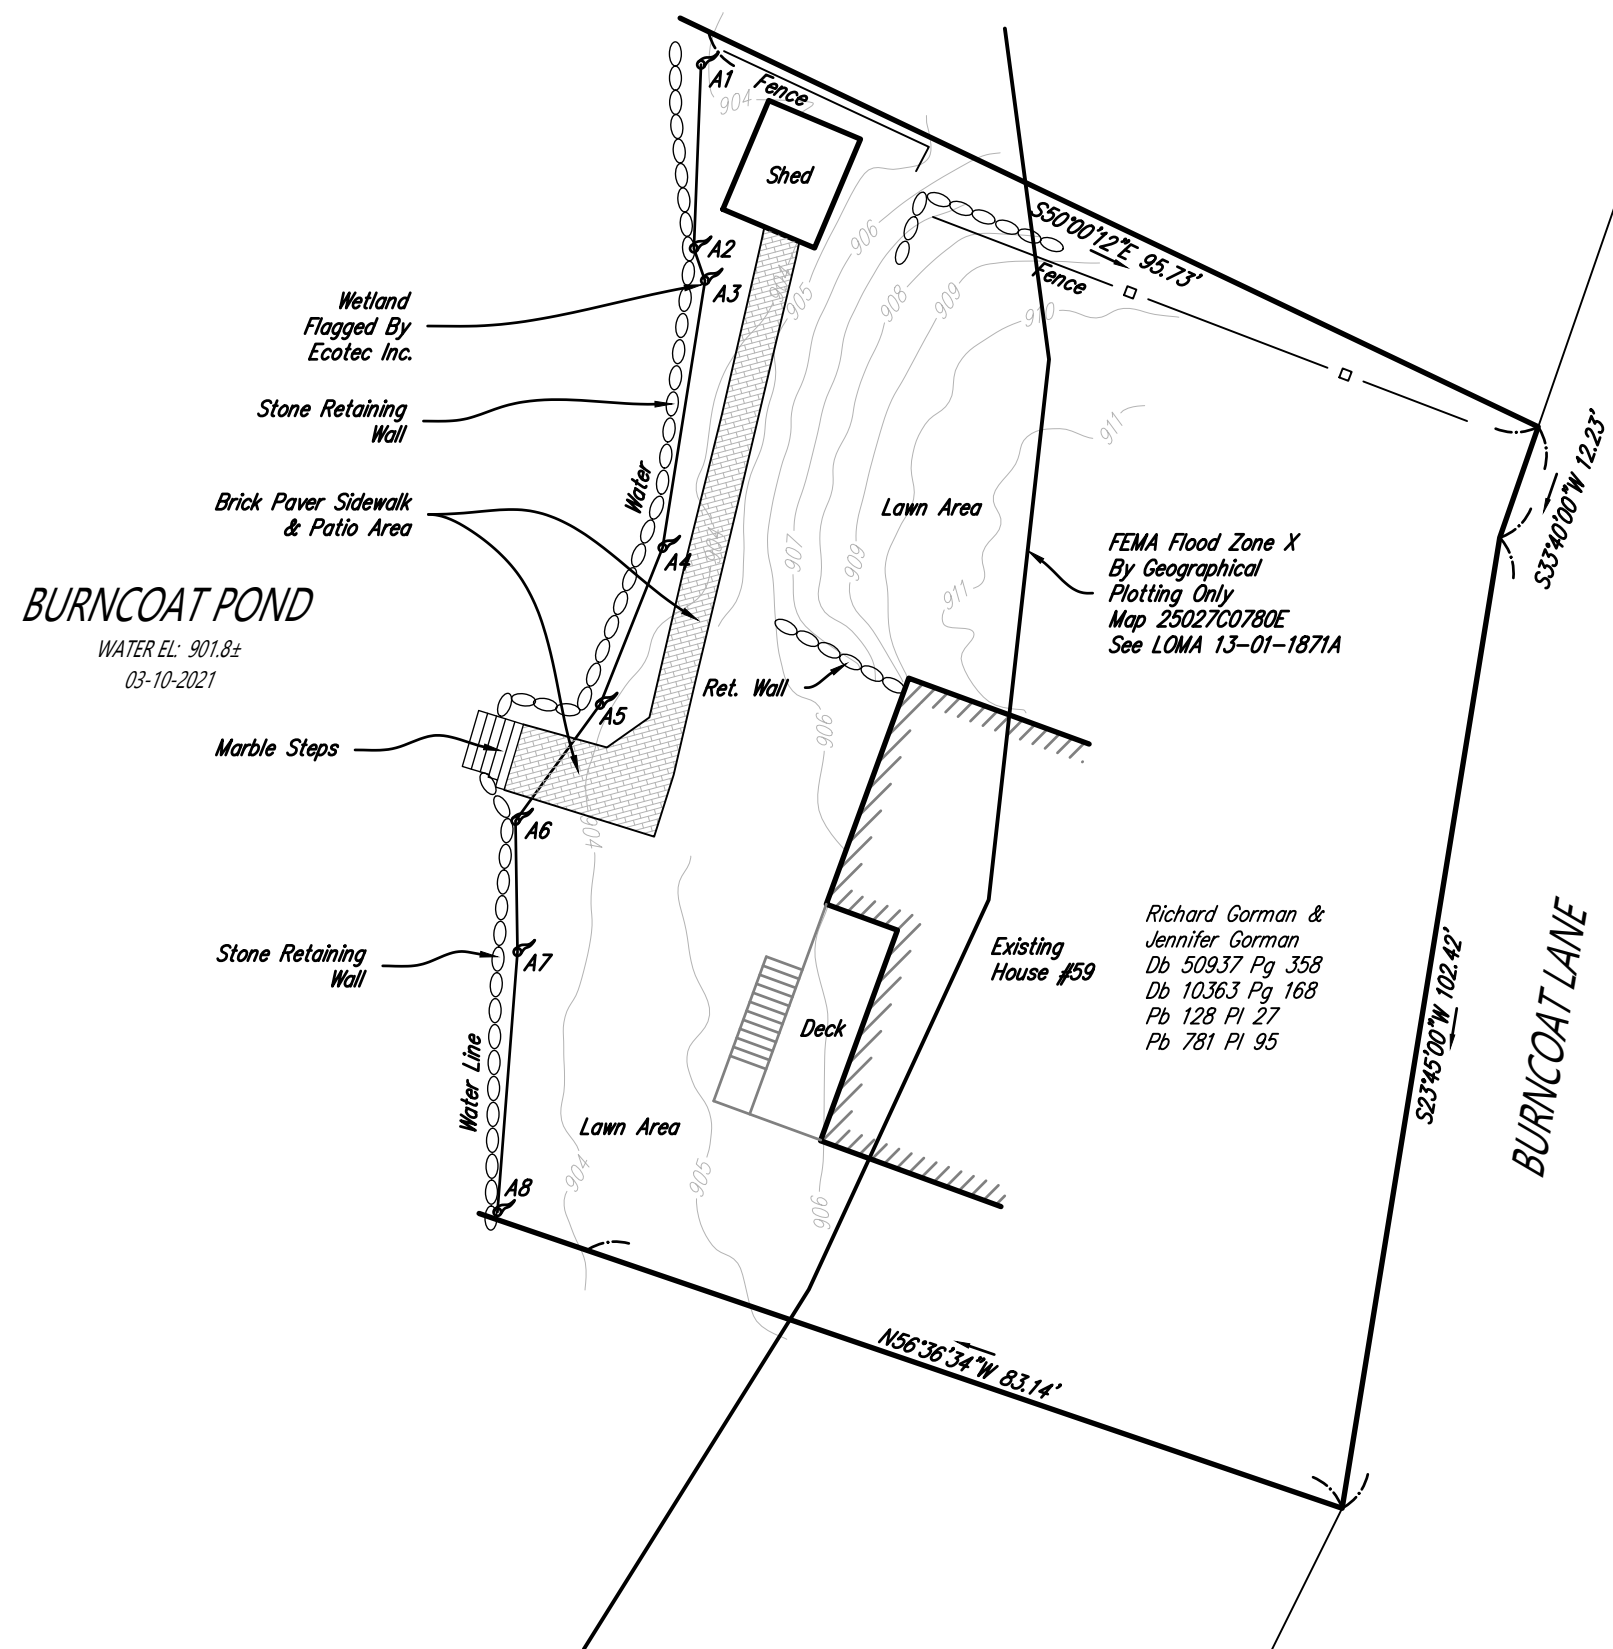 A1
Fence
904
Shed
A2
906
A3
904
905
908
909
910
S50°00'12"E 95.73'
Fence
Wetland
Flagged By
Ecotec Inc.
Stone Retaining
Wall
911
S33°40'00"W 12.23'
Water
Lawn Area
Brick Paver Sidewalk
& Patio Area
907
909
A4
911
FEMA Flood Zone X
By Geographical
Plotting Only
Map 25027C0780E
See LOMA 13-01-1871A
BURNCOAT POND
WATER EL: 901.8±
03-10-2021
Ret. Wall
A5
906
Marble Steps
A6
904
Stone Retaining
Wall
A7
Existing
House #59
Richard Gorman &
Jennifer Gorman
Db 50937 Pg 358
Db 10363 Pg 168
Pb 128 Pl 27
Pb 781 Pl 95
S23°45'00"W 102.42'
BURNCOAT LANE
Deck
Water Line
Lawn Area
A8
904
905
906
N56°36'34"W 83.14'